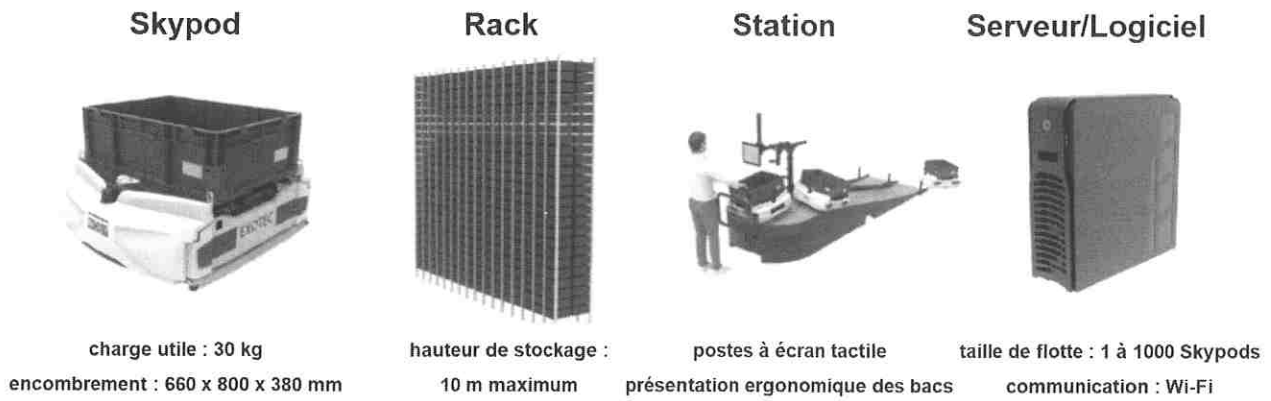 Skypod
EXOTEC
charge utile : 30 kg
encombrement : 660 x 800 x 380 mm
Rack
hauteur de stockage :
10 m maximum
Station
postes à écran tactile
présentation ergonomique des bacs
Serveur/Logiciel
taille de flotte : 1 à 1000 Skypods
communication : Wi-Fi